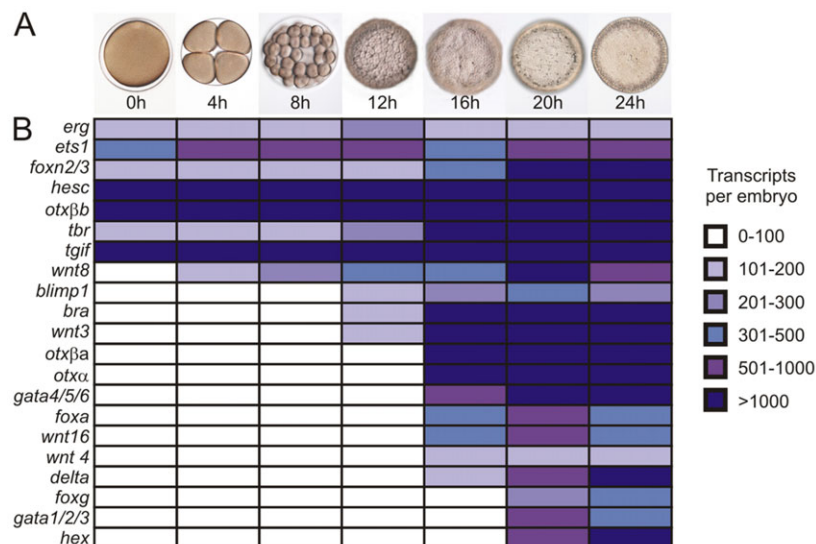 A
0h 4h 8h 12h 16h 20h 24h
B
erg
ets1
foxn2/3
hesc
otxβb
tbr
tgif
wnt8
blimp1
bra
wnt3
otxβa
otxα
gata4/5/6
foxa
wnt16
wnt 4
delta
foxg
gata1/2/3
hex
Transcripts
per embryo
0-100
101-200
201-300
301-500
501-1000
>1000